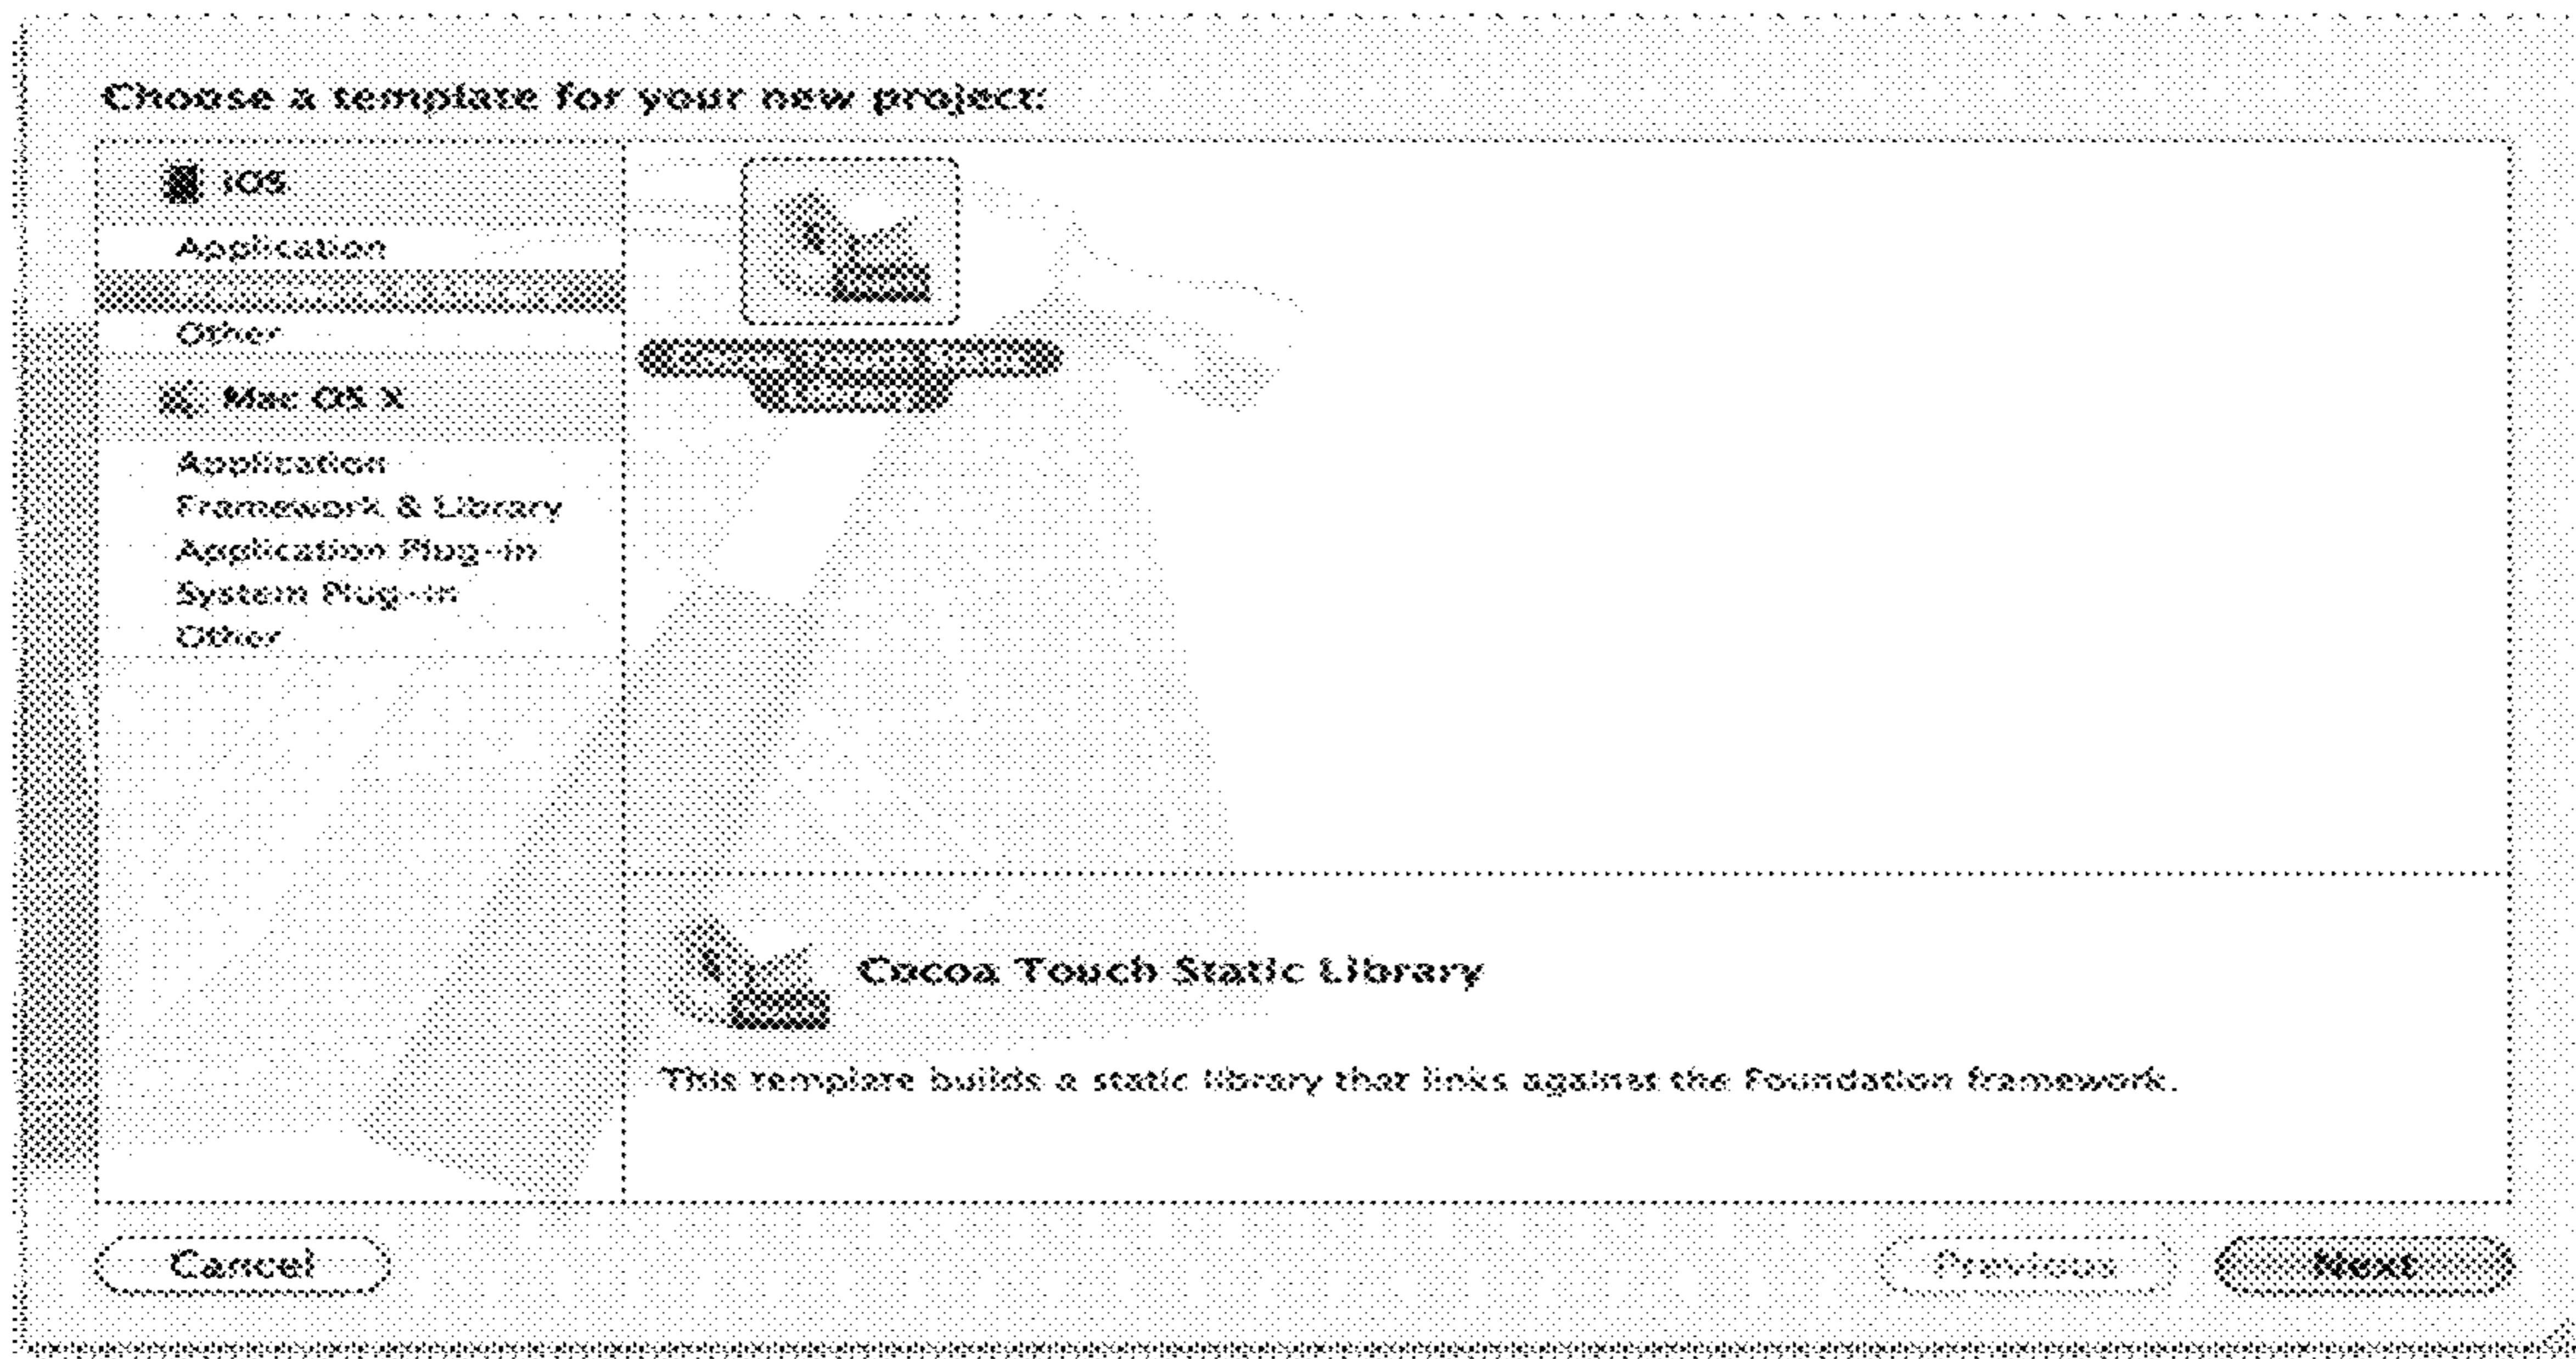 Choose a template for your new project:
iOS
Application
Other
Mac OS X
Application
Framework & Library
Application Plug-in
System Plug-in
Other
Cocoa Touch Static Library
This template builds a static library that links against the Foundation framework.
Cancel
Previous
Next